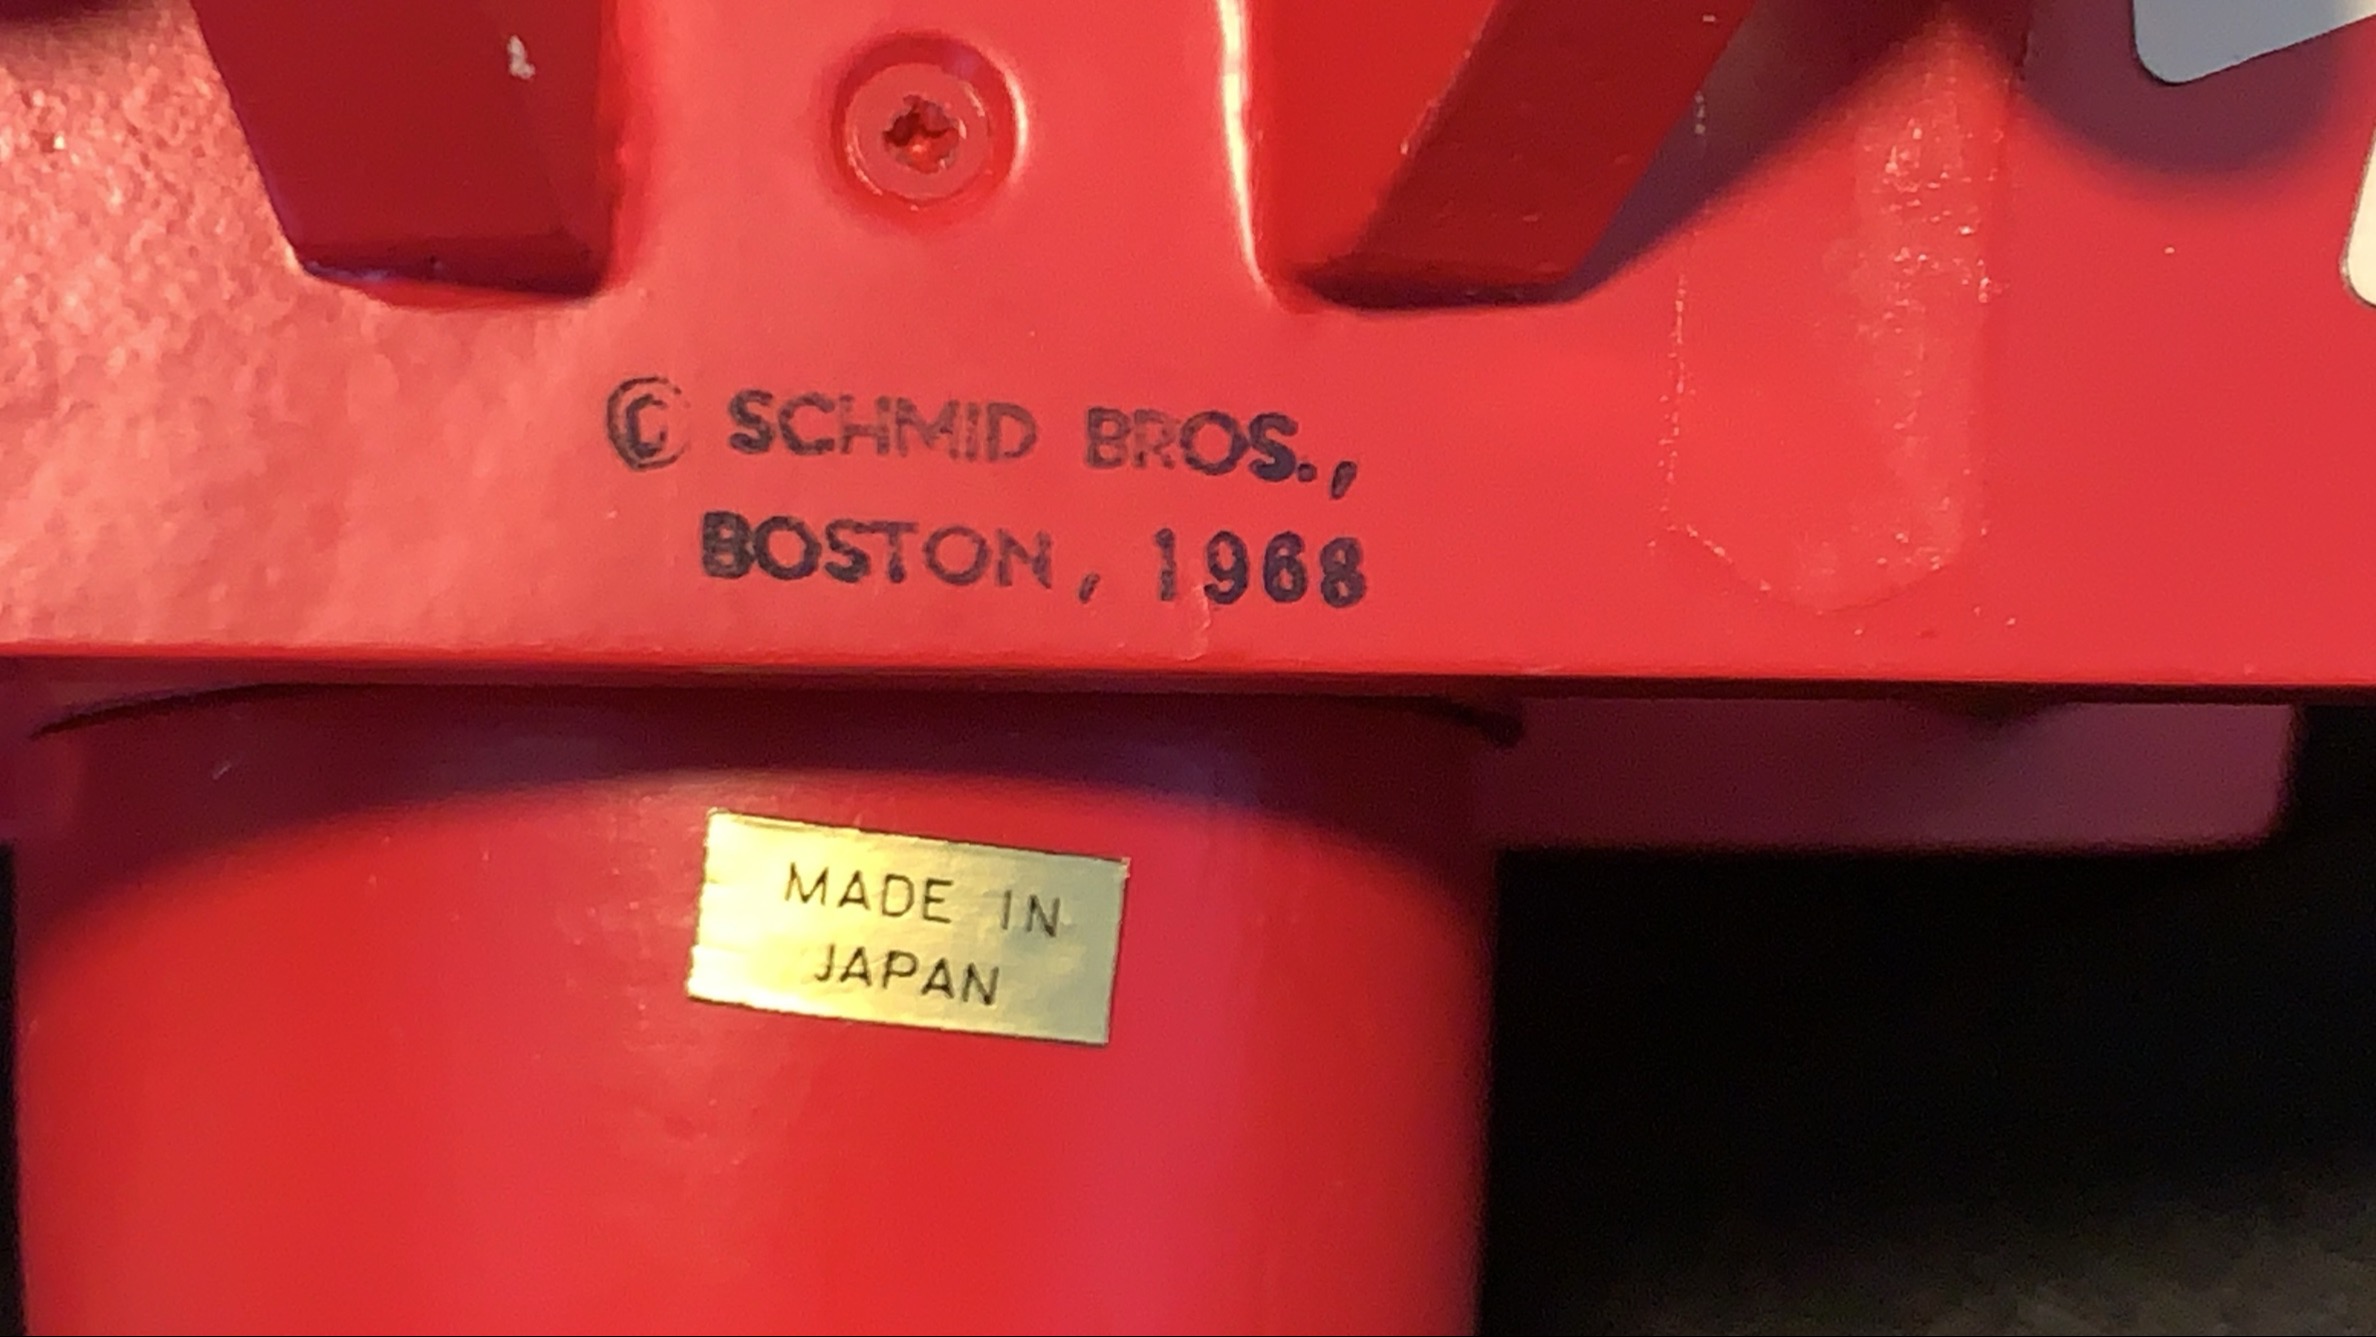 © SCHMID BROS.,
BOSTON, 1968
MADE IN
JAPAN